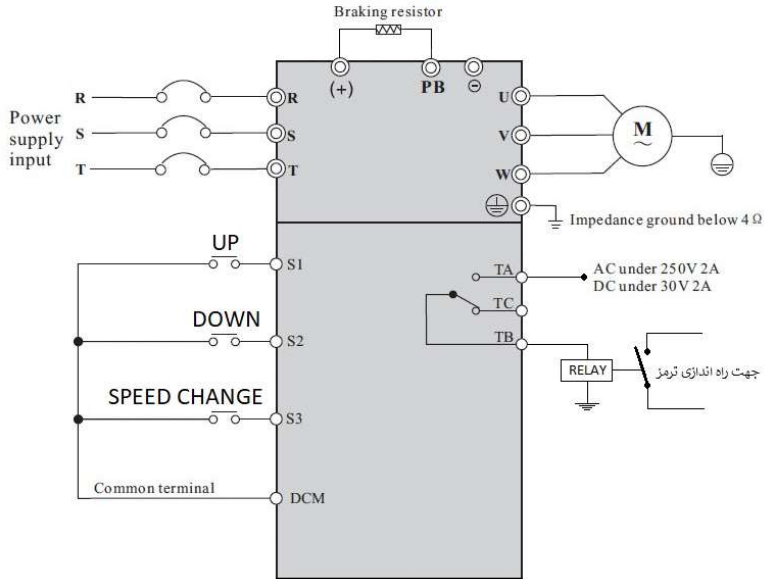 Braking resistor
(+)
PB
⊖
R
R
U
Power
supply
input
S
S
V
M
~
T
T
W
Impedance ground below 4 Ω
UP
S1
TA
AC under 250V 2A
DC under 30V 2A
TC
DOWN
S2
TB
RELAY
جهت راه اندازی ترمز
SPEED CHANGE
S3
Common terminal
DCM